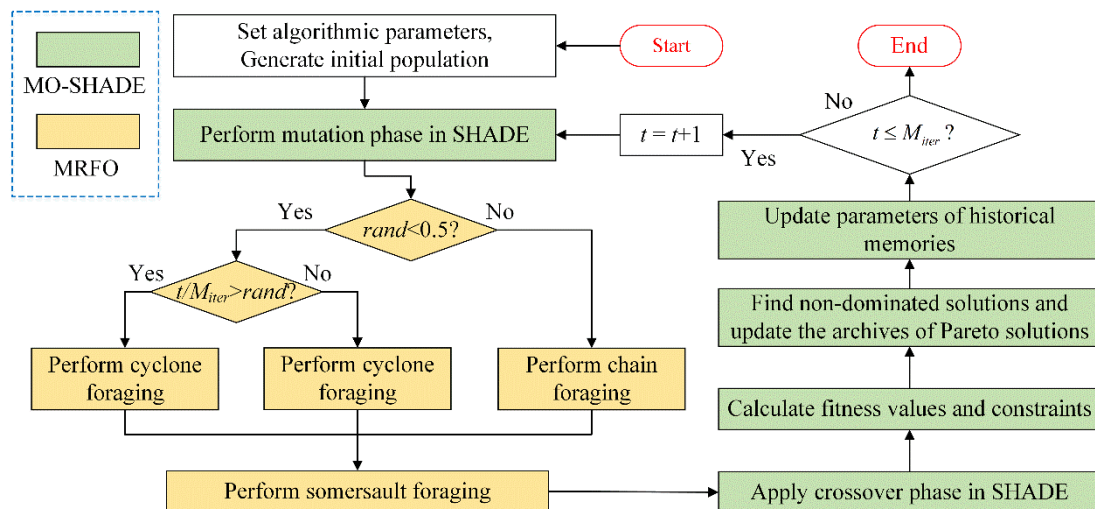 MO-SHADE
MRFO
Set algorithmic parameters,
Generate initial population
Start
End
Perform mutation phase in SHADE
t = t+1
No
t ≤ M_iter ?
Yes
Yes
rand<0.5?
No
Yes
t/M_iter>rand?
No
Perform cyclone
foraging
Perform cyclone
foraging
Perform chain
foraging
Perform somersault foraging
Apply crossover phase in SHADE
Calculate fitness values and constraints
Find non-dominated solutions and
update the archives of Pareto solutions
Update parameters of historical
memories